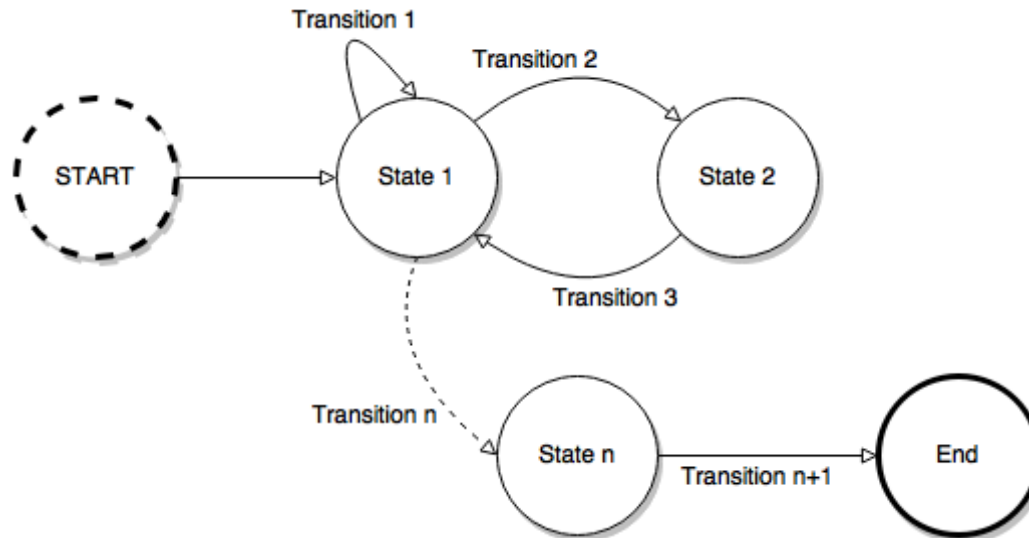 Transition 1
Transition 2
START
State 1
State 2
Transition 3
Transition n
State n
Transition n+1
End